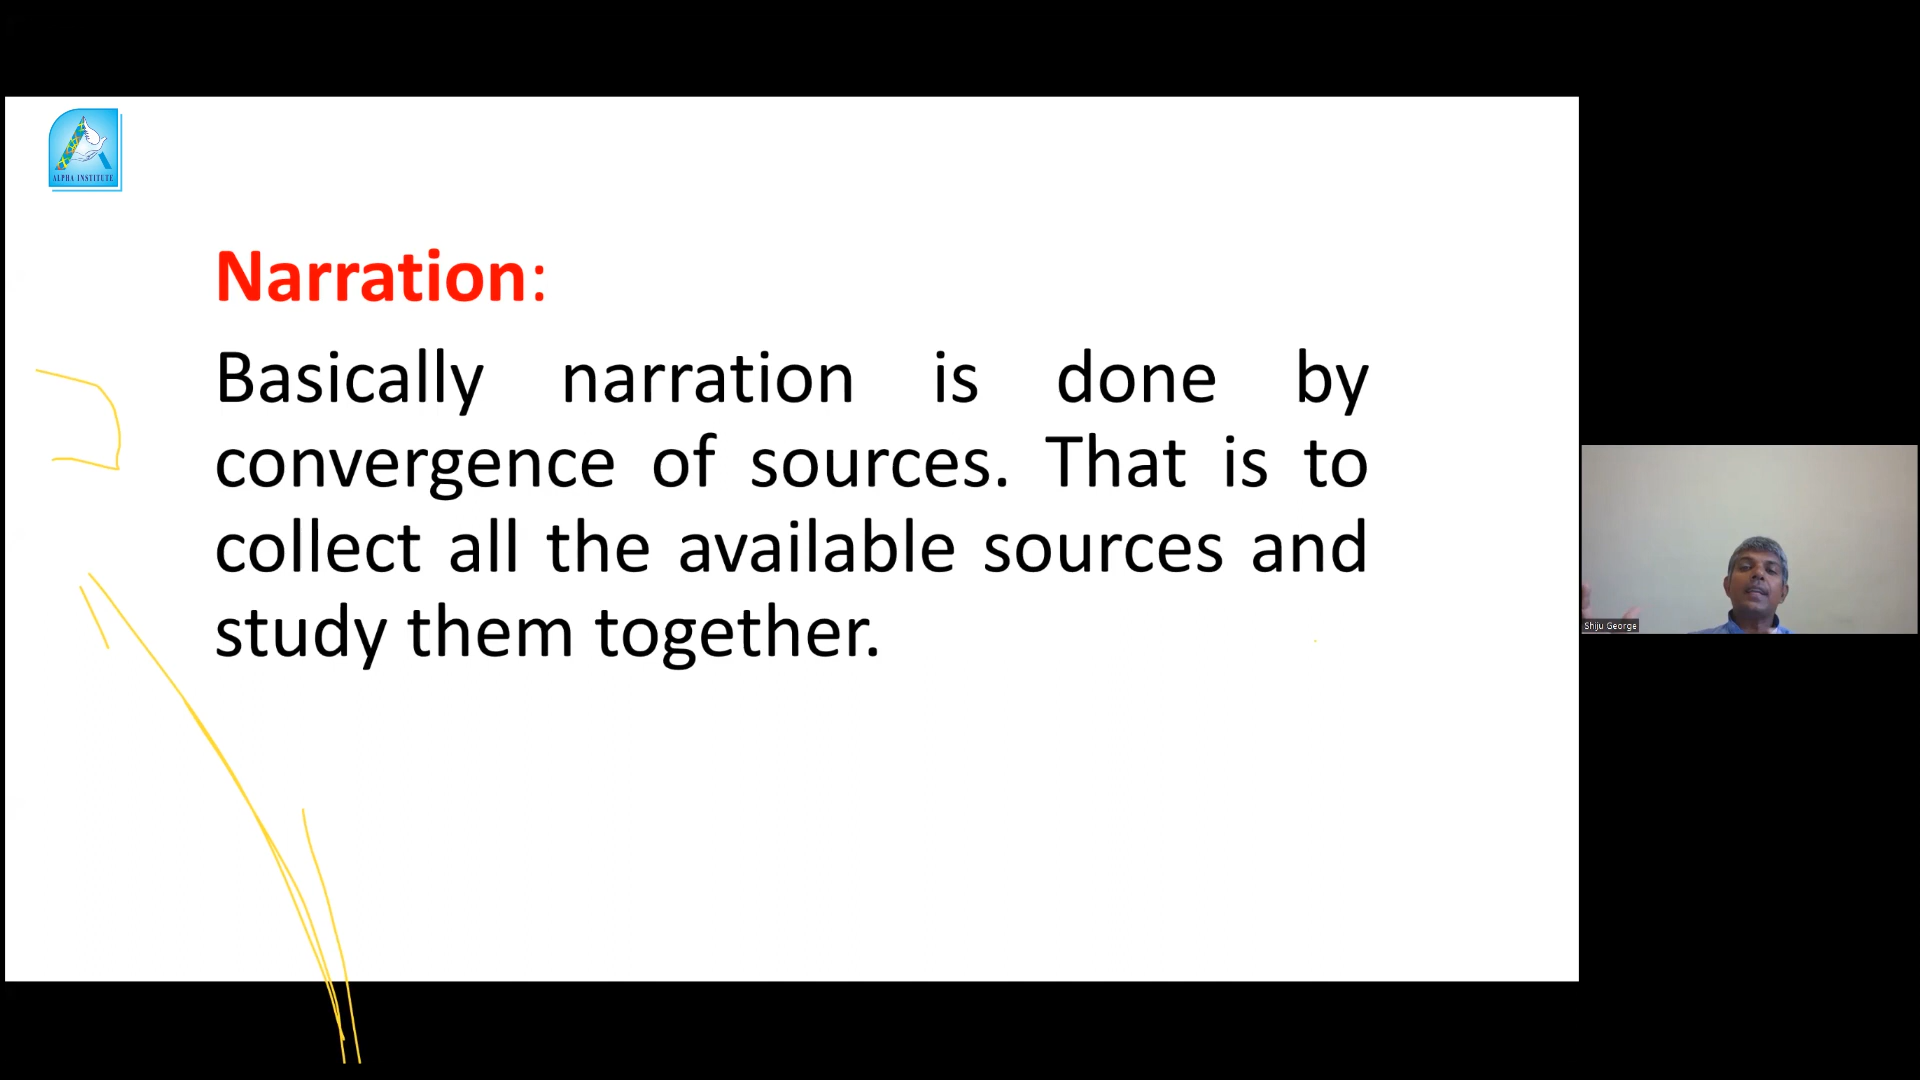 ALPHA INSTITUTE
Narration:
Basically narration is done by
convergence of sources. That is to
collect all the available sources and
study them together.
Shiju George